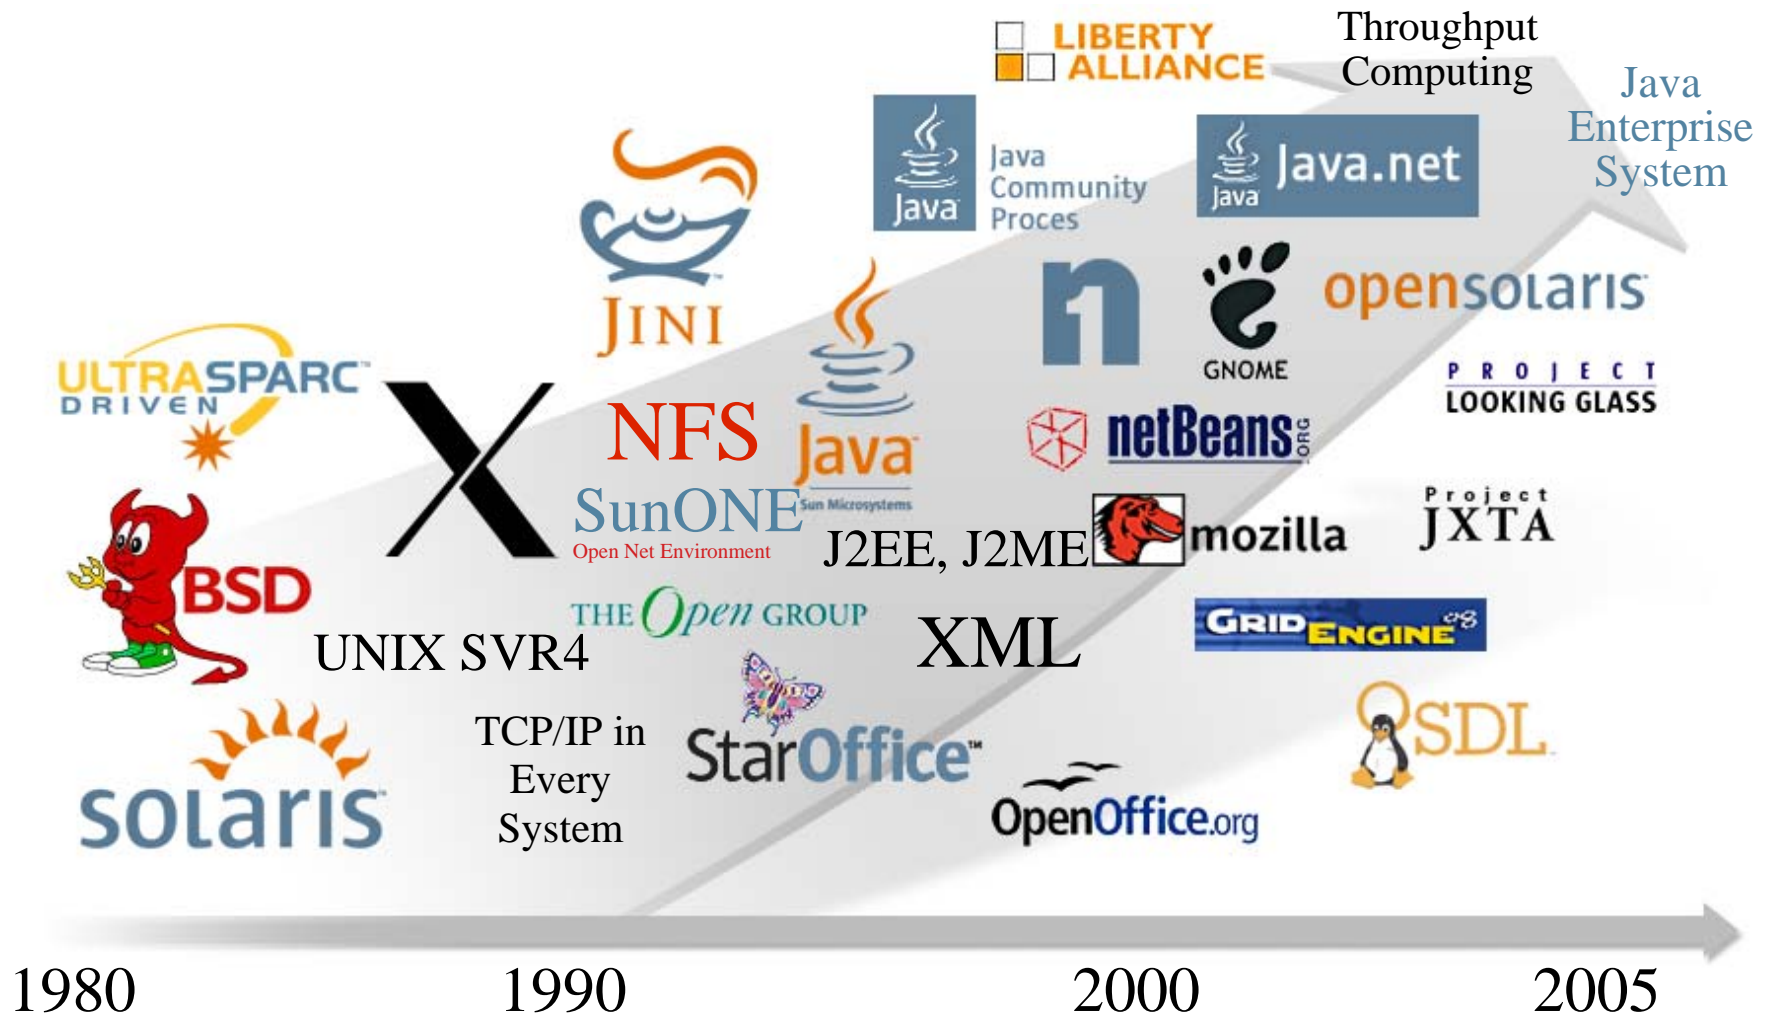 LIBERTY
ALLIANCE
Throughput
Computing
Java
Enterprise
System
Java
Java
Community
Proces
Java
Java.net
JINI
n1
GNOME
opensolaris
ULTRASPARC™
DRIVEN
X
NFS
Java
Sun Microsystems
PROJECT
LOOKING GLASS
netBeans.ORG
SunONE
Open Net Environment
J2EE, J2ME
mozilla
Project
JXTA
BSD
THE Open GROUP
UNIX SVR4
XML
GRID ENGINE
solaris
TCP/IP in
Every
System
StarOffice™
OpenOffice.org
OSDL
1980
1990
2000
2005